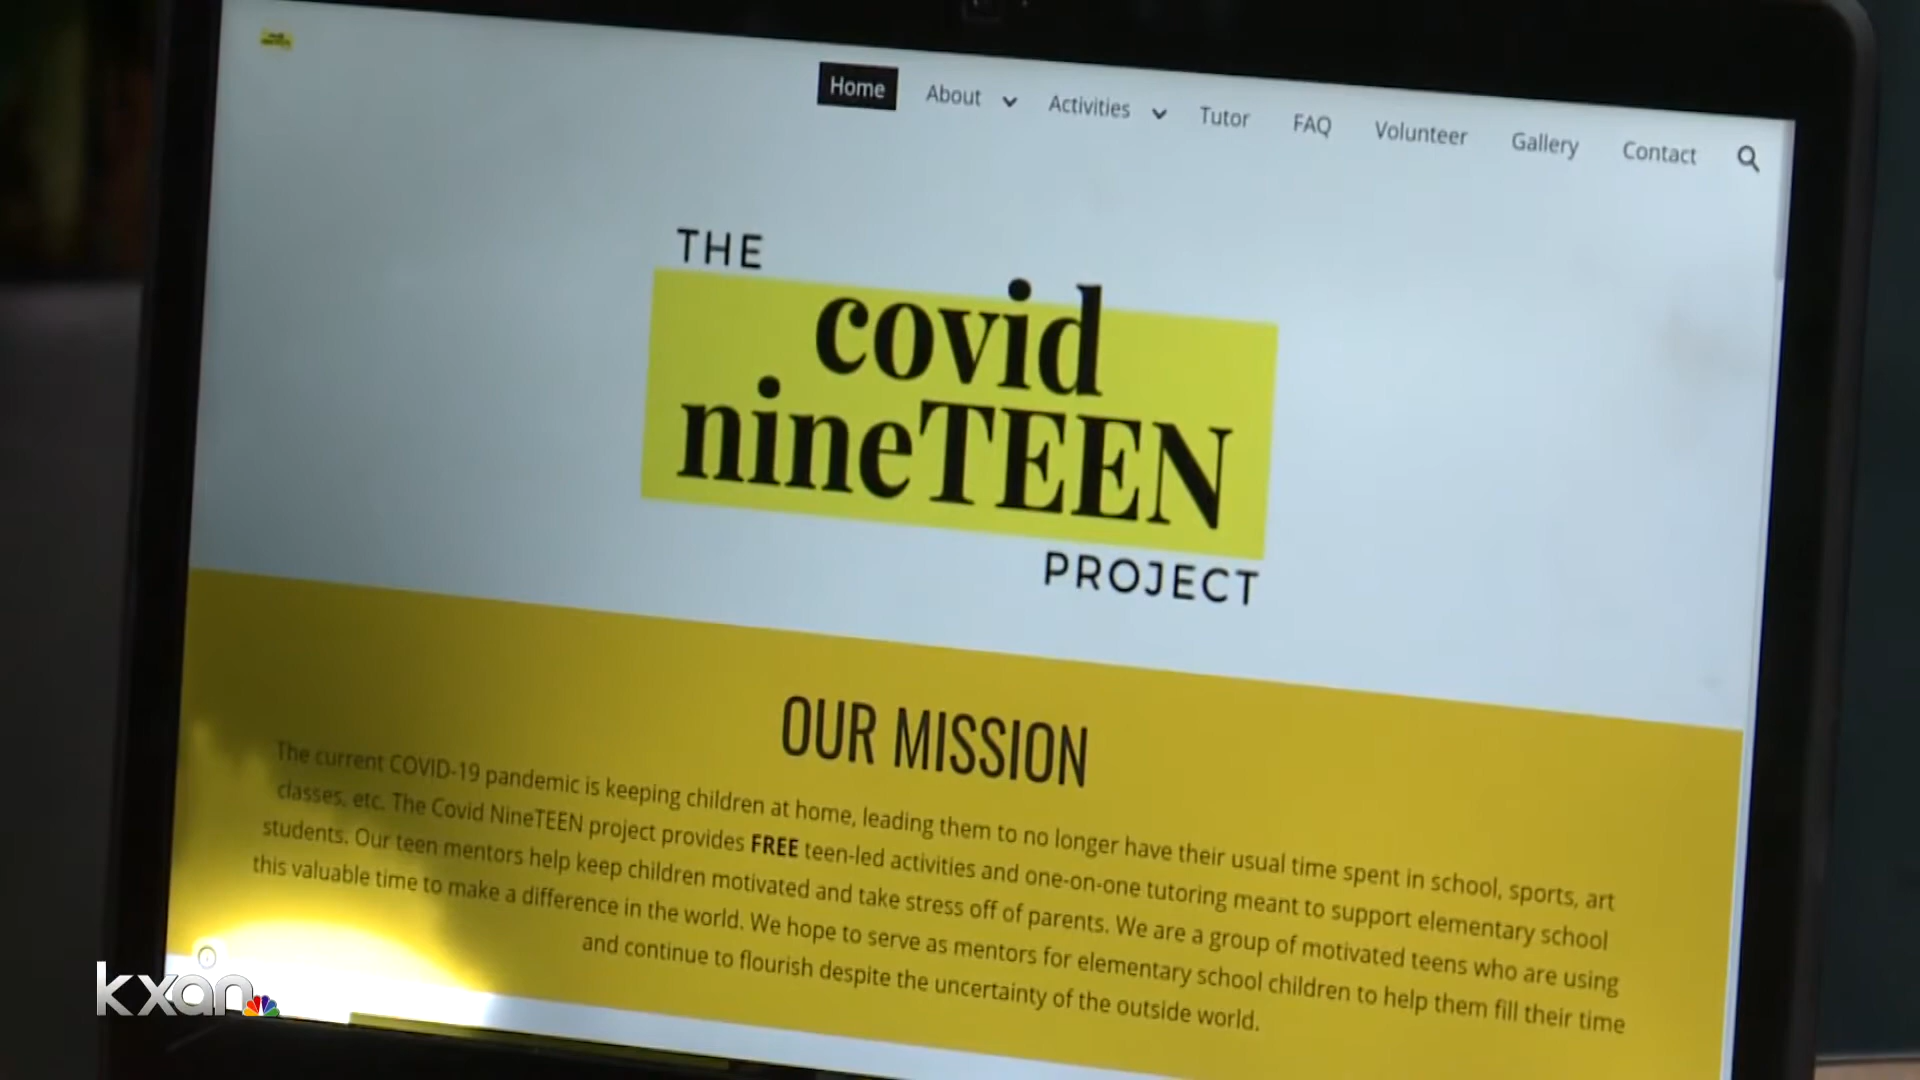 Home About Activities Tutor FAQ Volunteer Gallery Contact
THE
covid
nineTEEN
PROJECT
OUR MISSION
The current COVID-19 pandemic is keeping children at home, leading them to no longer have their usual time spent in school, sports, art
classes, etc. The Covid NineTEEN project provides FREE teen-led activities and one-on-one tutoring meant to support elementary school
students. Our teen mentors help keep children motivated and take stress off of parents. We are a group of motivated teens who are using
this valuable time to make a difference in the world. We hope to serve as mentors for elementary school children to help them fill their time
and continue to flourish despite the uncertainty of the outside world.
kxan